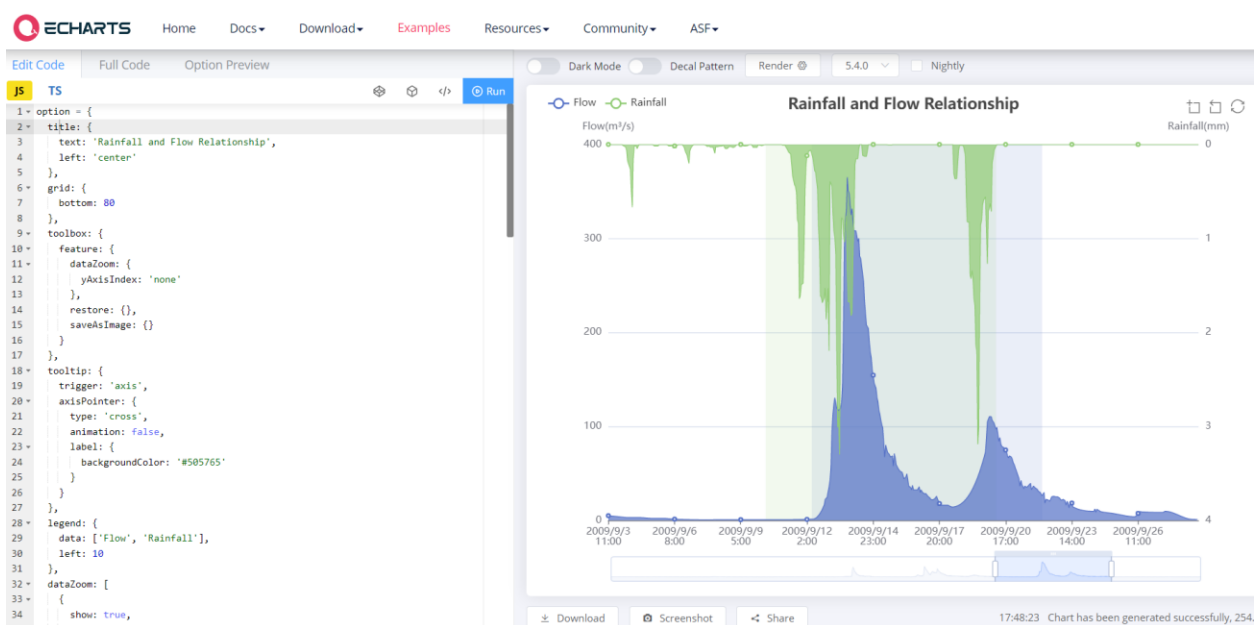 ECHARTS Home Docs Download Examples Resources Community ASF
Edit Code Full Code Option Preview
JS TS Run
1 option = {
2 title: {
3 text: 'Rainfall and Flow Relationship',
4 left: 'center'
5 },
6 grid: {
7 bottom: 80
8 },
9 toolbox: {
10 feature: {
11 dataZoom: {
12 yAxisIndex: 'none'
13 },
14 restore: {},
15 saveAsImage: {}
16 }
17 },
18 tooltip: {
19 trigger: 'axis',
20 axisPointer: {
21 type: 'cross',
22 animation: false,
23 label: {
24 backgroundColor: '#505765'
25 }
26 }
27 },
28 legend: {
29 data: ['Flow', 'Rainfall'],
30 left: 10
31 },
32 dataZoom: [
33 {
34 show: true,
Dark Mode Decal Pattern Render 5.4.0 Nightly
Flow Rainfall Rainfall and Flow Relationship
Flow(m³/s) Rainfall(mm)
400 0
300 1
200 2
100 3
0 4
2009/9/3 2009/9/6 2009/9/9 2009/9/12 2009/9/14 2009/9/17 2009/9/20 2009/9/23 2009/9/26
11:00 8:00 5:00 2:00 23:00 20:00 17:00 14:00 11:00
Download Screenshot Share 17:48:23 Chart has been generated successfully, 254.